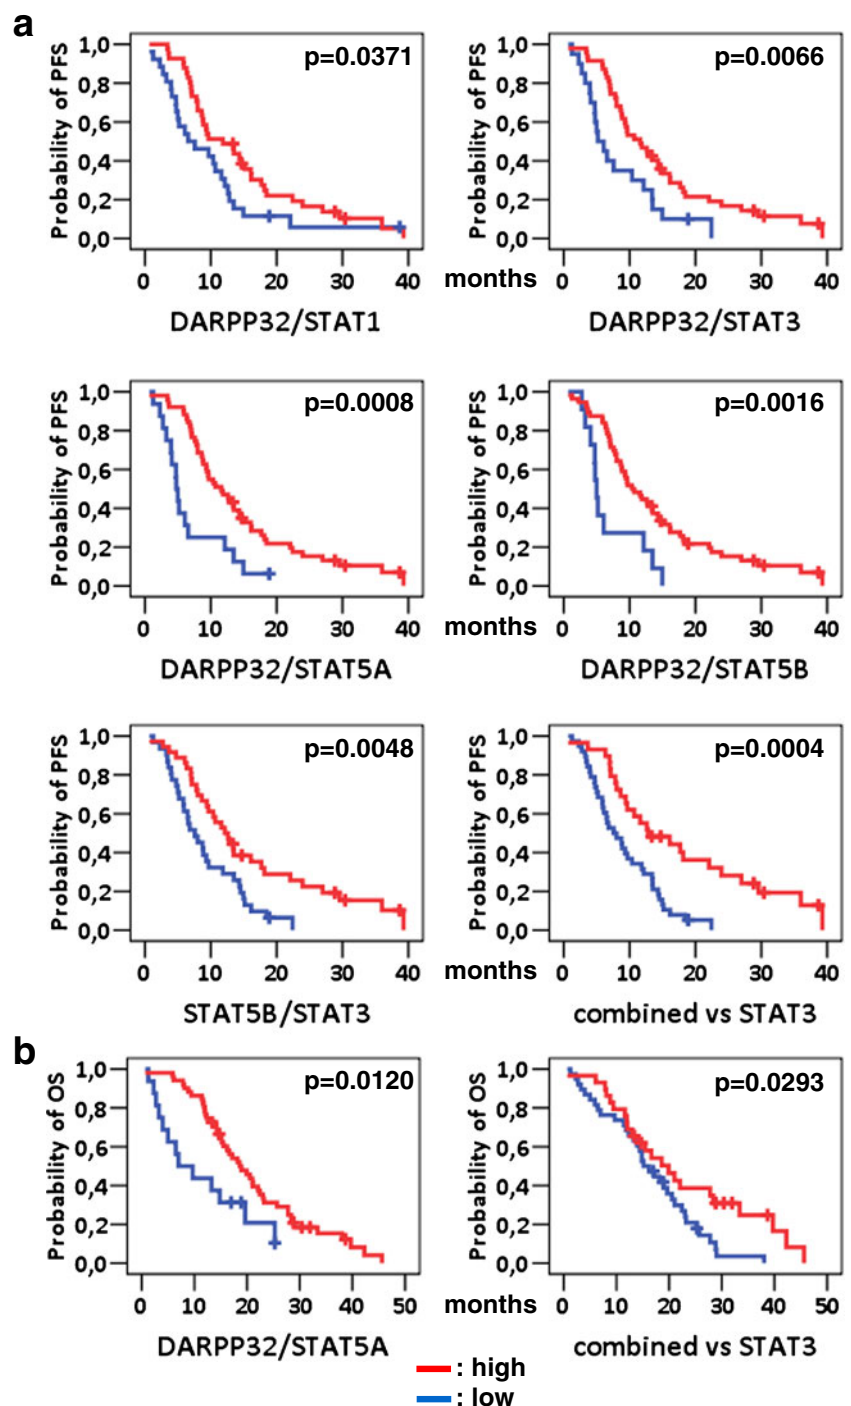 a
Probability of PFS
1,0
0,8
0,6
0,4
0,2
0,0
p=0.0371
0 10 20 30 40
DARPP32/STAT1
months
Probability of PFS
1,0
0,8
0,6
0,4
0,2
0,0
p=0.0066
0 10 20 30 40
DARPP32/STAT3
Probability of PFS
1,0
0,8
0,6
0,4
0,2
0,0
p=0.0008
0 10 20 30 40
DARPP32/STAT5A
months
Probability of PFS
1,0
0,8
0,6
0,4
0,2
0,0
p=0.0016
0 10 20 30 40
DARPP32/STAT5B
Probability of PFS
1,0
0,8
0,6
0,4
0,2
0,0
p=0.0048
0 10 20 30 40
STAT5B/STAT3
months
Probability of PFS
1,0
0,8
0,6
0,4
0,2
0,0
p=0.0004
0 10 20 30 40
combined vs STAT3
b
Probability of OS
1,0
0,8
0,6
0,4
0,2
0,0
p=0.0120
0 10 20 30 40 50
DARPP32/STAT5A
months
Probability of OS
1,0
0,8
0,6
0,4
0,2
0,0
p=0.0293
0 10 20 30 40 50
combined vs STAT3
: high
: low